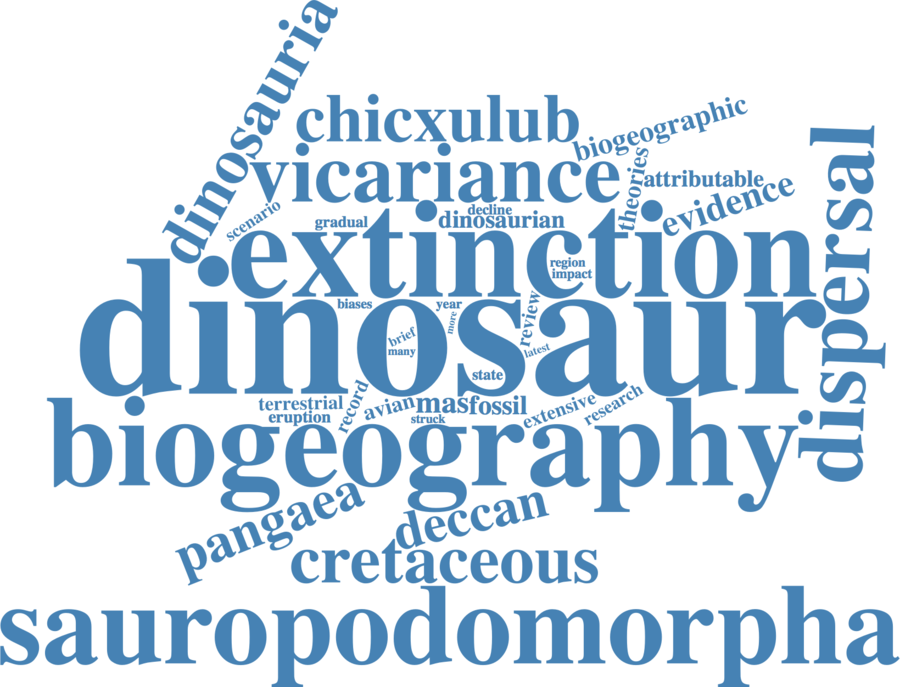 dinosauria
chicxulub
biogeographic
vicariance
theories
attributable
dispersal
evidence
scenario
gradual
decline
dinosaurian
extinction
region
impact
dinosaur
biases
year
more
review
brief
many
latest
state
terrestrial
eruption
record
avian
mas
fossil
struck
extensive
research
biogeography
pangaea
deccan
cretaceous
sauropodomorpha